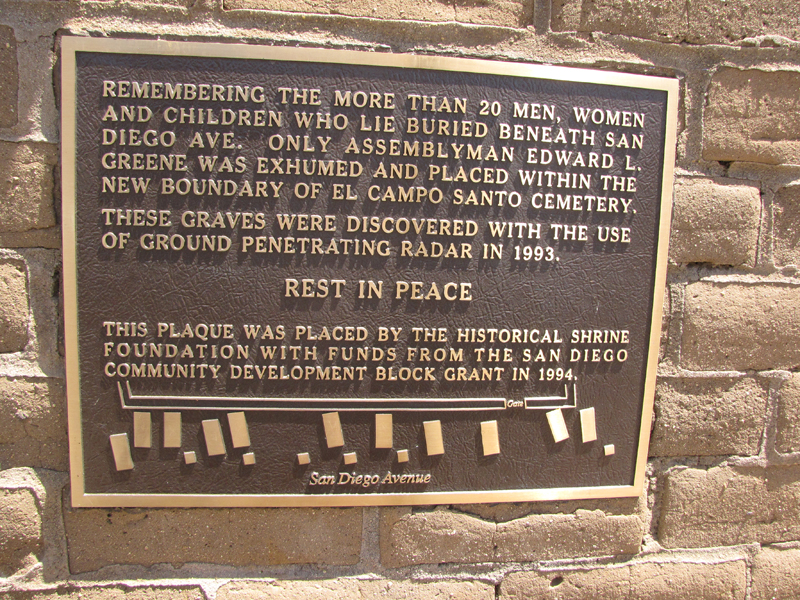 REMEMBERING THE MORE THAN 20 MEN, WOMEN
AND CHILDREN WHO LIE BURIED BENEATH SAN
DIEGO AVE. ONLY ASSEMBLYMAN EDWARD L.
GREENE WAS EXHUMED AND PLACED WITHIN THE
NEW BOUNDARY OF EL CAMPO SANTO CEMETERY.
THESE GRAVES WERE DISCOVERED WITH THE USE
OF GROUND PENETRATING RADAR IN 1993.
REST IN PEACE
THIS PLAQUE WAS PLACED BY THE HISTORICAL SHRINE
FOUNDATION WITH FUNDS FROM THE SAN DIEGO
COMMUNITY DEVELOPMENT BLOCK GRANT IN 1994.
Gate
San Diego Avenue